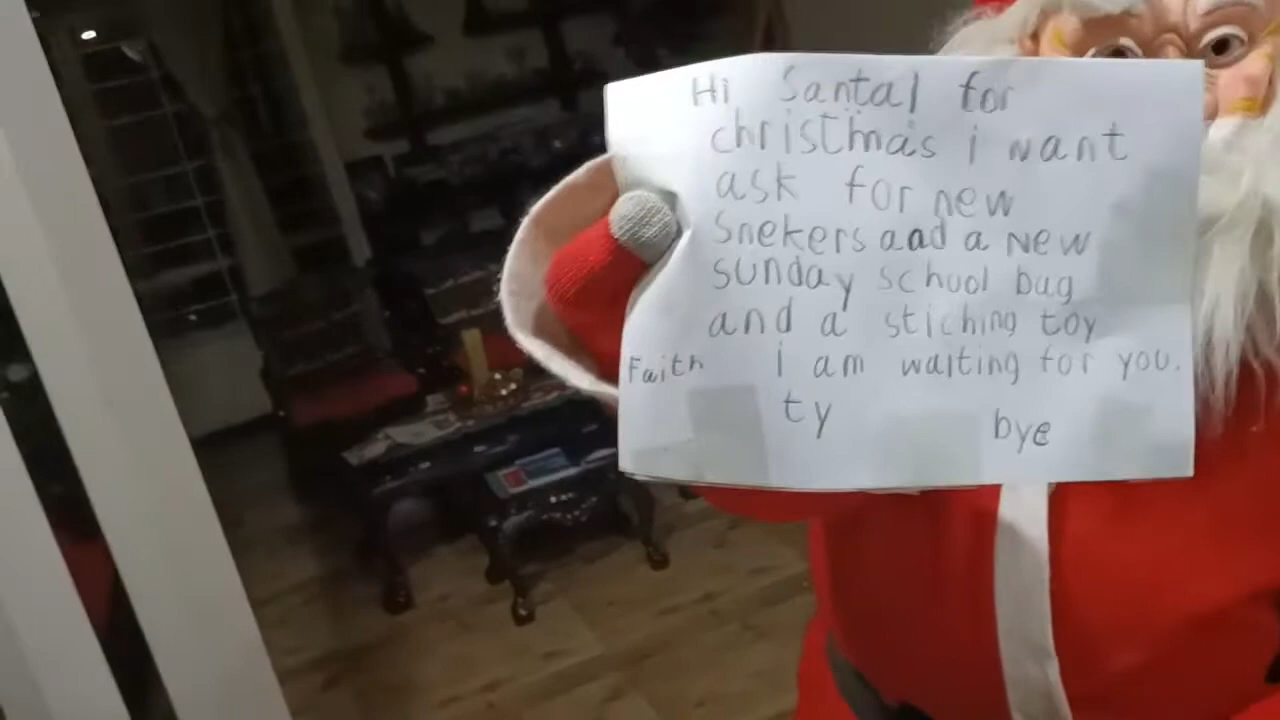 Hi Santa! for
christmas i want
ask for new
Snekers and a New
sunday school bag
and a stiching toy
Faith I am waiting for you.
ty bye